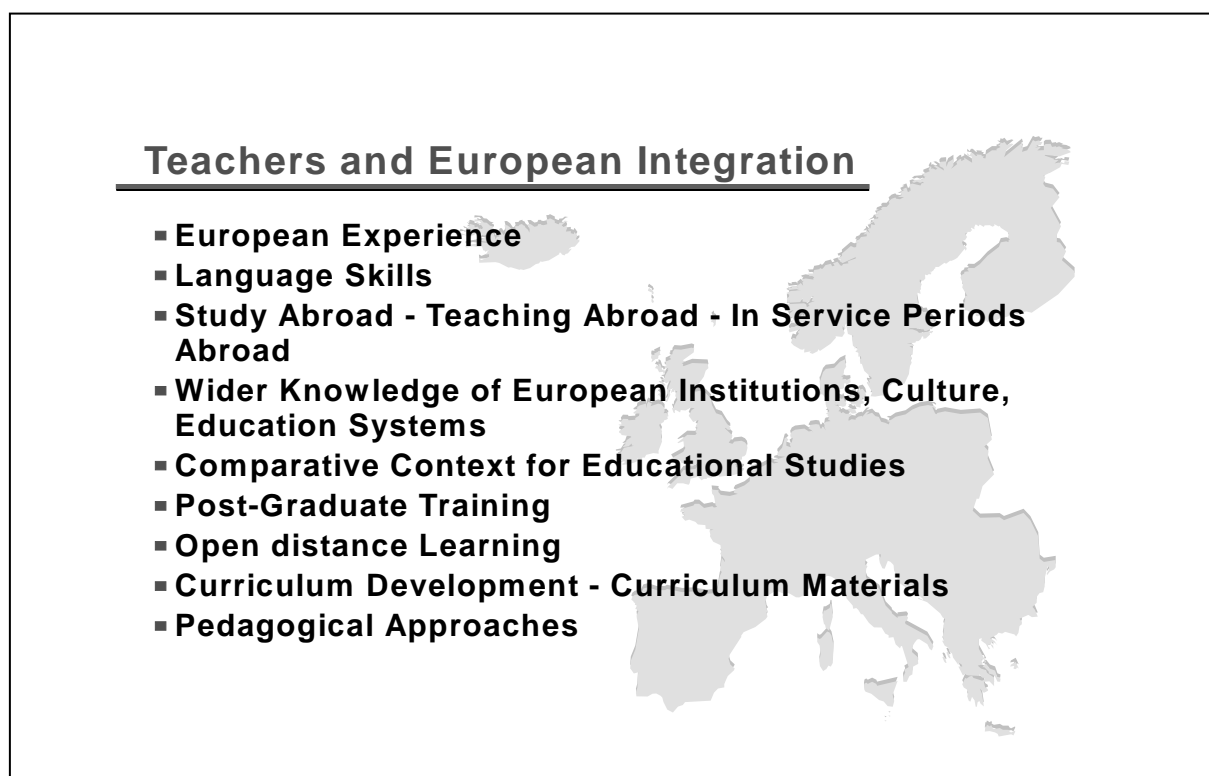 Teachers and European Integration
European Experience
Language Skills
Study Abroad - Teaching Abroad - In Service Periods
Abroad
Wider Knowledge of European Institutions, Culture,
Education Systems
Comparative Context for Educational Studies
Post-Graduate Training
Open distance Learning
Curriculum Development - Curriculum Materials
Pedagogical Approaches